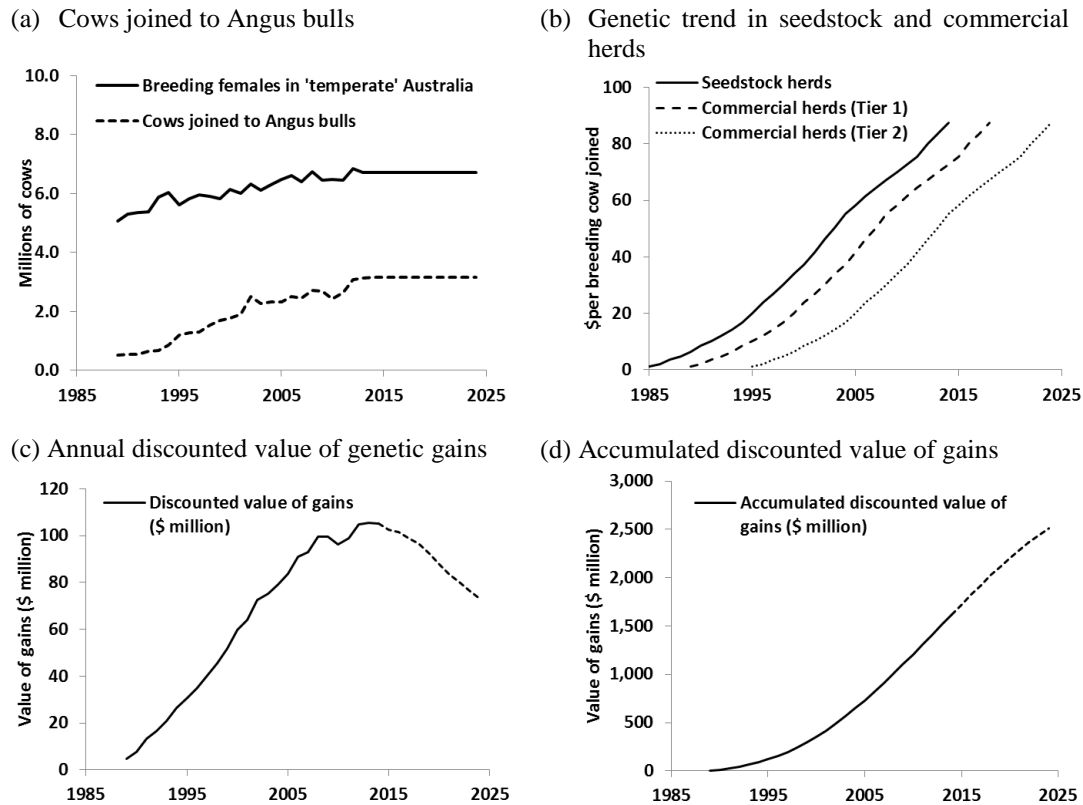 (a) Cows joined to Angus bulls
10.0
8.0
6.0
4.0
2.0
0.0
Millions of cows
Breeding females in 'temperate' Australia
Cows joined to Angus bulls
1985 1995 2005 2015 2025
(b) Genetic trend in seedstock and commercial
herds
100
80
60
40
20
0
$per breeding cow joined
Seedstock herds
Commercial herds (Tier 1)
Commercial herds (Tier 2)
1985 1995 2005 2015 2025
(c) Annual discounted value of genetic gains
120
100
80
60
40
20
0
Value of gains ($ million)
Discounted value of gains
($ million)
1985 1995 2005 2015 2025
(d) Accumulated discounted value of gains
3,000
2,500
2,000
1,500
1,000
500
0
Value of gains ($ million)
Accumulated discounted value of
gains ($ million)
1985 1995 2005 2015 2025